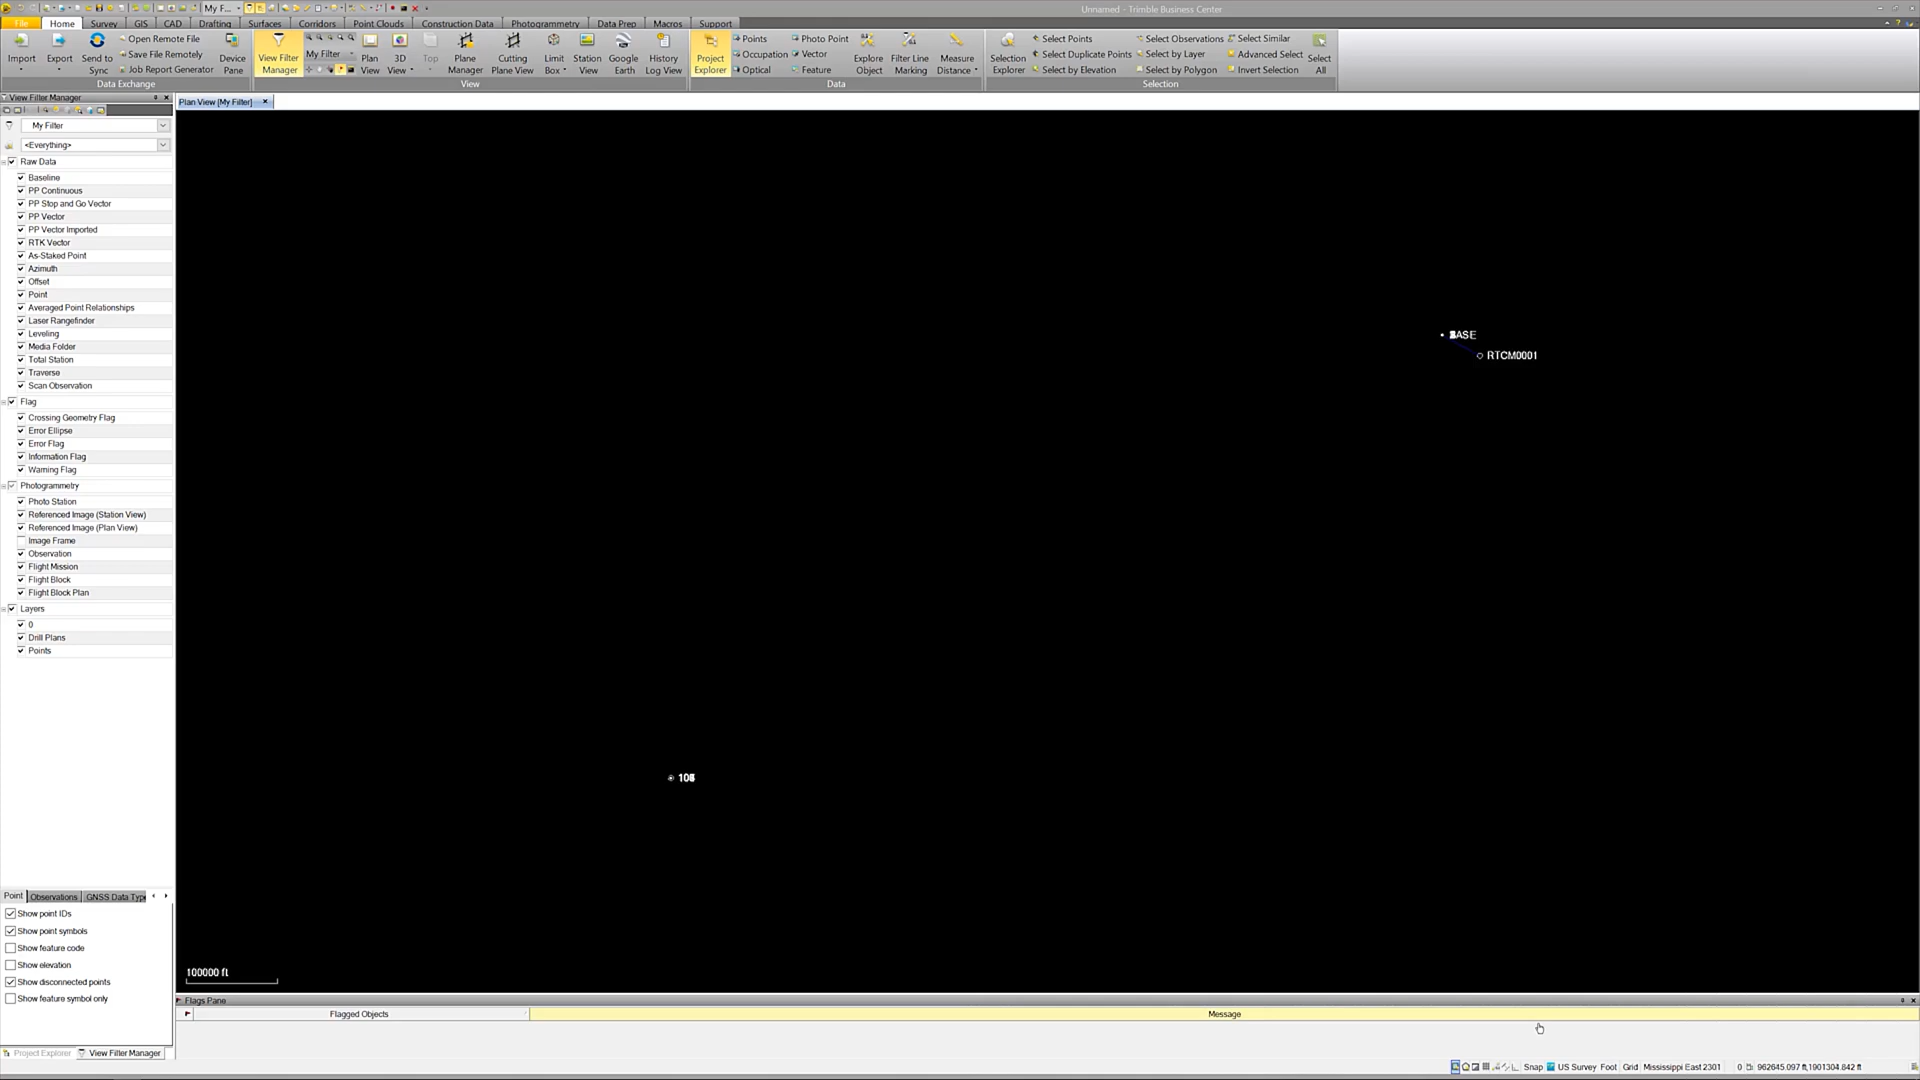 My F...
Unnamed - Trimble Business Center
File Home Survey GIS CAD Drafting Surfaces Corridors Point Clouds Construction Data Photogrammetry Data Prep Macros Support
Import
Export
Send to Sync
Open Remote File
Save File Remotely
Job Report Generator
Device Pane
Data Exchange
View Filter Manager
My Filter
Plan View
3D View
Top
Plane Manager
Cutting Plane View
Limit Box
Station View
Google Earth
History Log View
View
Project Explorer
Points
Occupation
Optical
Photo Point
Vector
Feature
Explore Object
Filter Line Marking
Measure Distance
Data
Selection Explorer
Select Points
Select Duplicate Points
Select by Elevation
Select Observations
Select by Layer
Select by Polygon
Select Similar
Advanced Select
Invert Selection
Select All
Selection
View Filter Manager
Plan View [My Filter]
My Filter
<Everything>
Raw Data
Baseline
PP Continuous
PP Stop and Go Vector
PP Vector
PP Vector Imported
RTK Vector
As-Staked Point
Azimuth
Offset
Point
Averaged Point Relationships
Laser Rangefinder
Leveling
Media Folder
Total Station
Traverse
Scan Observation
Flag
Crossing Geometry Flag
Error Ellipse
Error Flag
Information Flag
Warning Flag
Photogrammetry
Photo Station
Referenced Image (Station View)
Referenced Image (Plan View)
Image Frame
Observation
Flight Mission
Flight Block
Flight Block Plan
Layers
0
Drill Plans
Points
RTCM0001
Point Observations GNSS Data Type
Show point IDs
Show point symbols
Show feature code
Show elevation
Show disconnected points
Show feature symbol only
100000 ft
Flags Pane
Flagged Objects Message
Project Explorer View Filter Manager
Snap US Survey Foot Grid Mississippi East 2301 0 962645.097 ft,1901304.842 ft